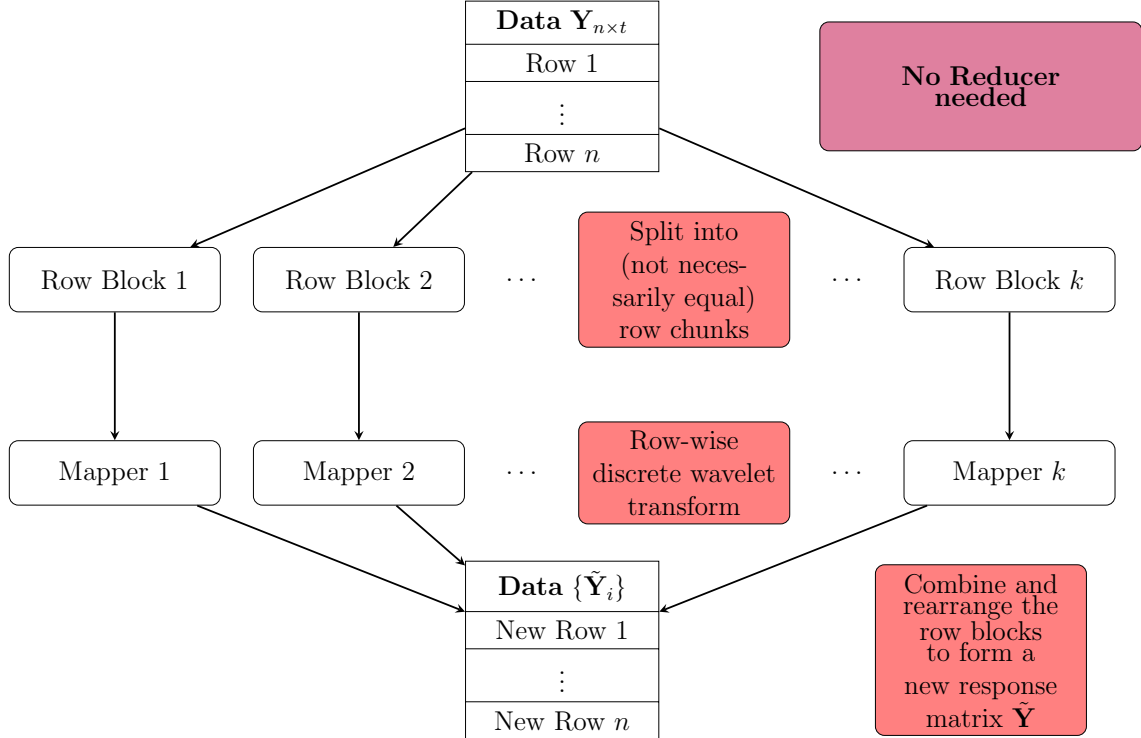 Data Y_{n×t}
Row 1
⋮
Row n
No Reducer
needed
Row Block 1
Row Block 2
⋯
Split into
(not neces-
sarily equal)
row chunks
⋯
Row Block k
Mapper 1
Mapper 2
⋯
Row-wise
discrete wavelet
transform
⋯
Mapper k
Data {Ỹ_i}
New Row 1
⋮
New Row n
Combine and
rearrange the
row blocks
to form a
new response
matrix Ỹ